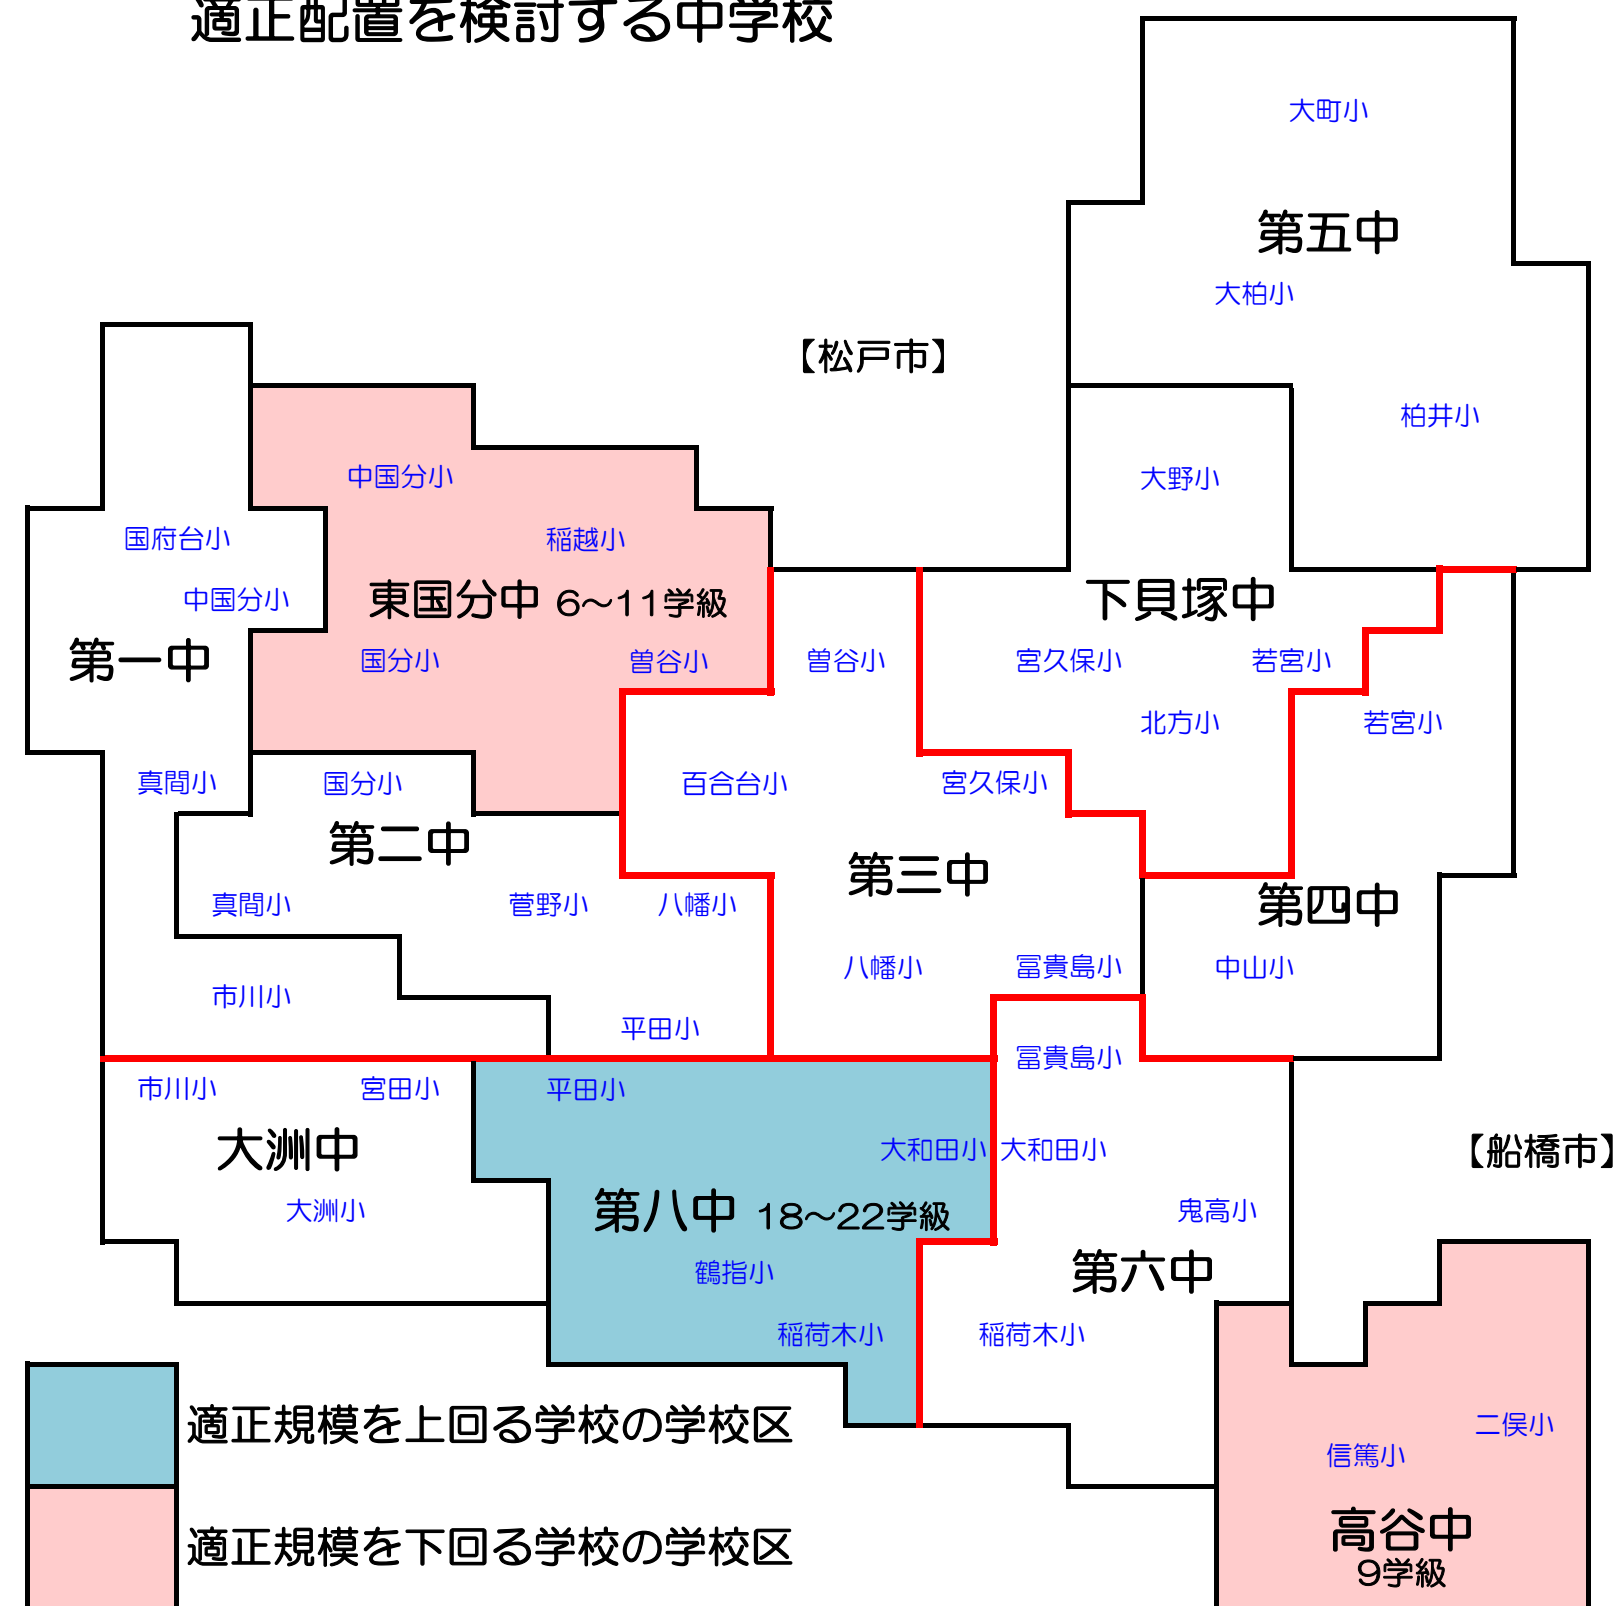 適正配置を検討する中学校
大町小
第五中
大柏小
【松戸市】
柏井小
中国分小
大野小
国府台小
稲越小
中国分小
東国分中 6～11学級
下貝塚中
第一中
国分小
曽谷小
曽谷小
宮久保小
若宮小
北方小
若宮小
真間小
国分小
百合台小
宮久保小
第二中
第三中
真間小
菅野小
八幡小
第四中
八幡小
冨貴島小
中山小
市川小
平田小
冨貴島小
市川小
宮田小
平田小
大洲中
大和田小
大和田小
【船橋市】
大洲小
第八中 18～22学級
鬼高小
鶴指小
第六中
稲荷木小
稲荷木小
適正規模を上回る学校の学校区
二俣小
信篤小
適正規模を下回る学校の学校区
高谷中
9学級